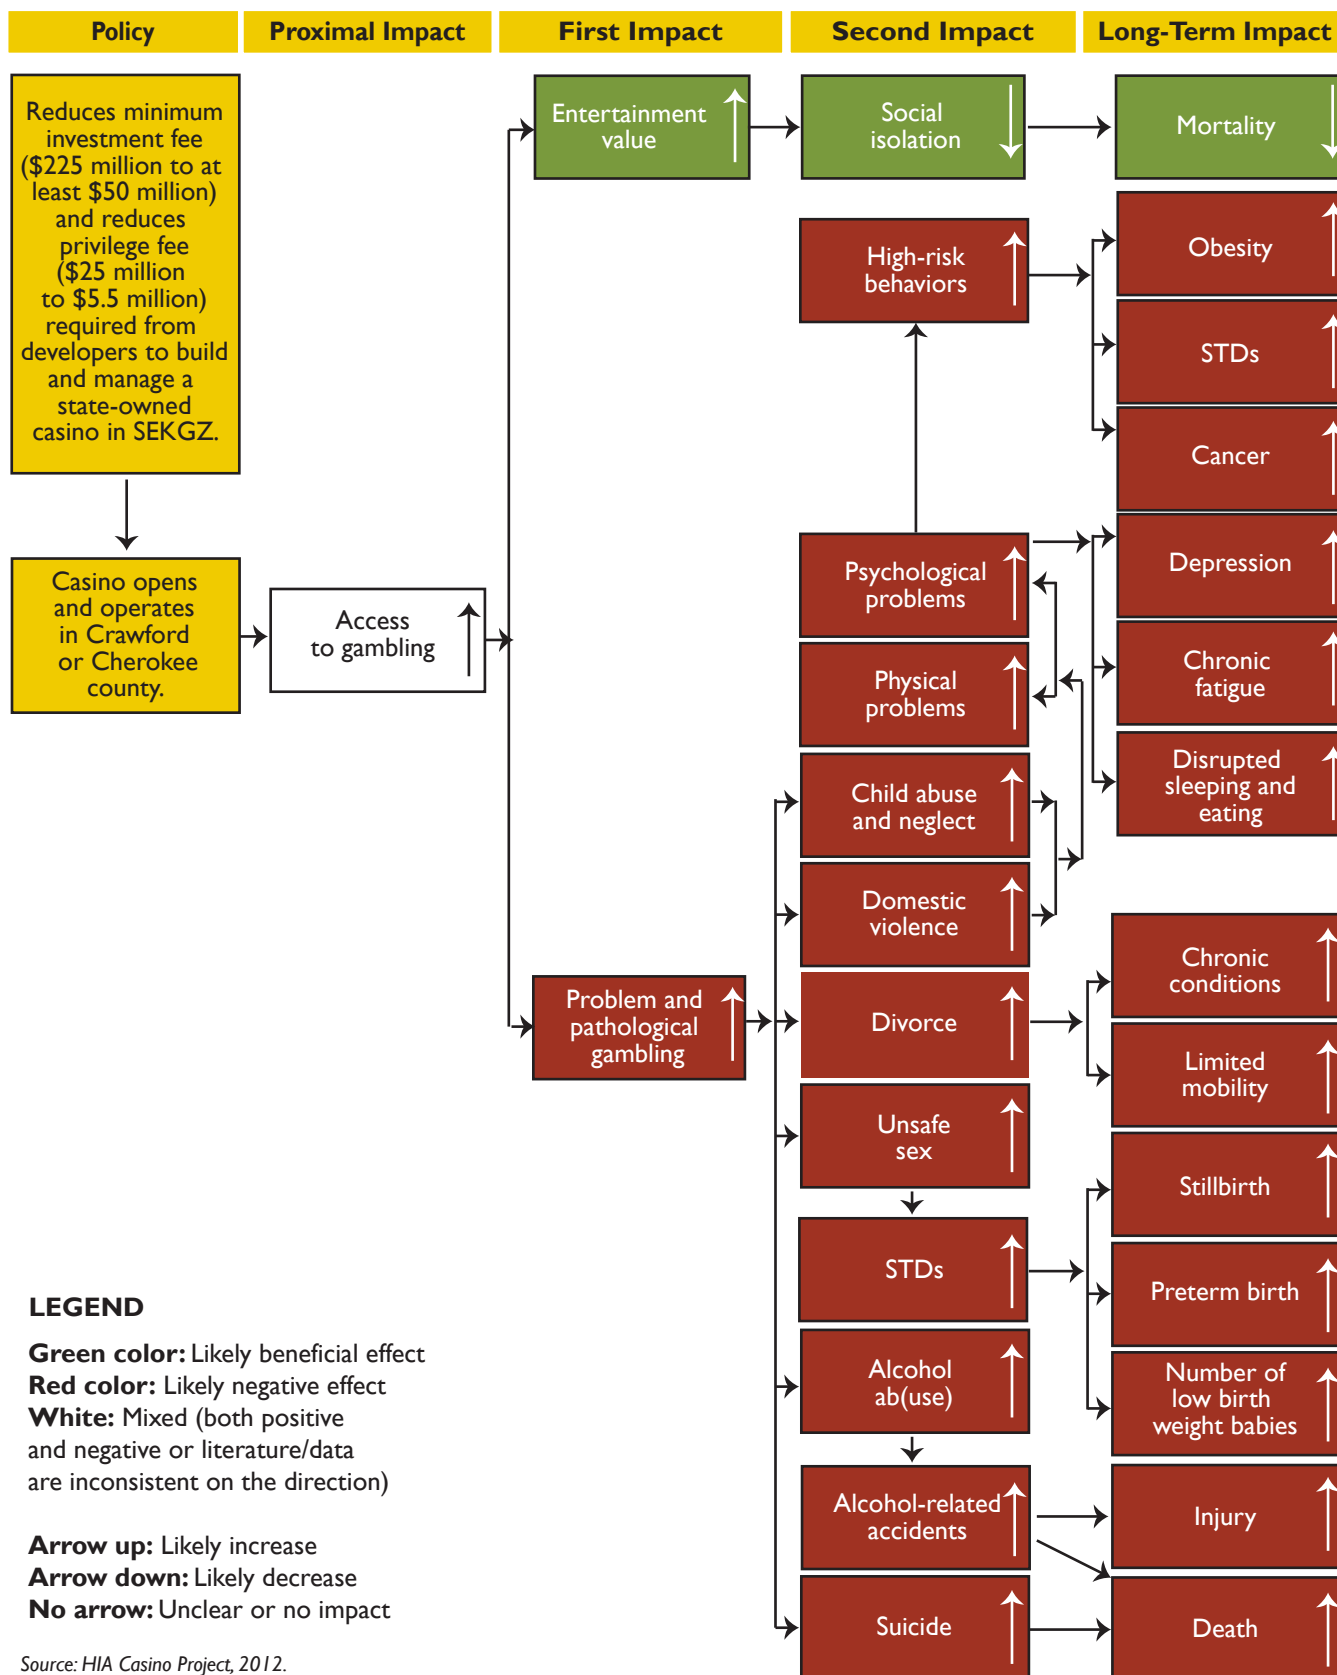 Policy
Proximal Impact
First Impact
Second Impact
Long-Term Impact
Reduces minimum
investment fee
($225 million to at
least $50 million)
and reduces
privilege fee
($25 million
to $5.5 million)
required from
developers to build
and manage a
state-owned
casino in SEKGZ.
Casino opens
and operates
in Crawford
or Cherokee
county.
Access
to gambling
Entertainment
value
Problem and
pathological
gambling
Social
isolation
High-risk
behaviors
Psychological
problems
Physical
problems
Child abuse
and neglect
Domestic
violence
Divorce
Unsafe
sex
STDs
Alcohol
ab(use)
Alcohol-related
accidents
Suicide
Mortality
Obesity
STDs
Cancer
Depression
Chronic
fatigue
Disrupted
sleeping and
eating
Chronic
conditions
Limited
mobility
Stillbirth
Preterm birth
Number of
low birth
weight babies
Injury
Death
LEGEND
Green color: Likely beneficial effect
Red color: Likely negative effect
White: Mixed (both positive
and negative or literature/data
are inconsistent on the direction)
Arrow up: Likely increase
Arrow down: Likely decrease
No arrow: Unclear or no impact
Source: HIA Casino Project, 2012.